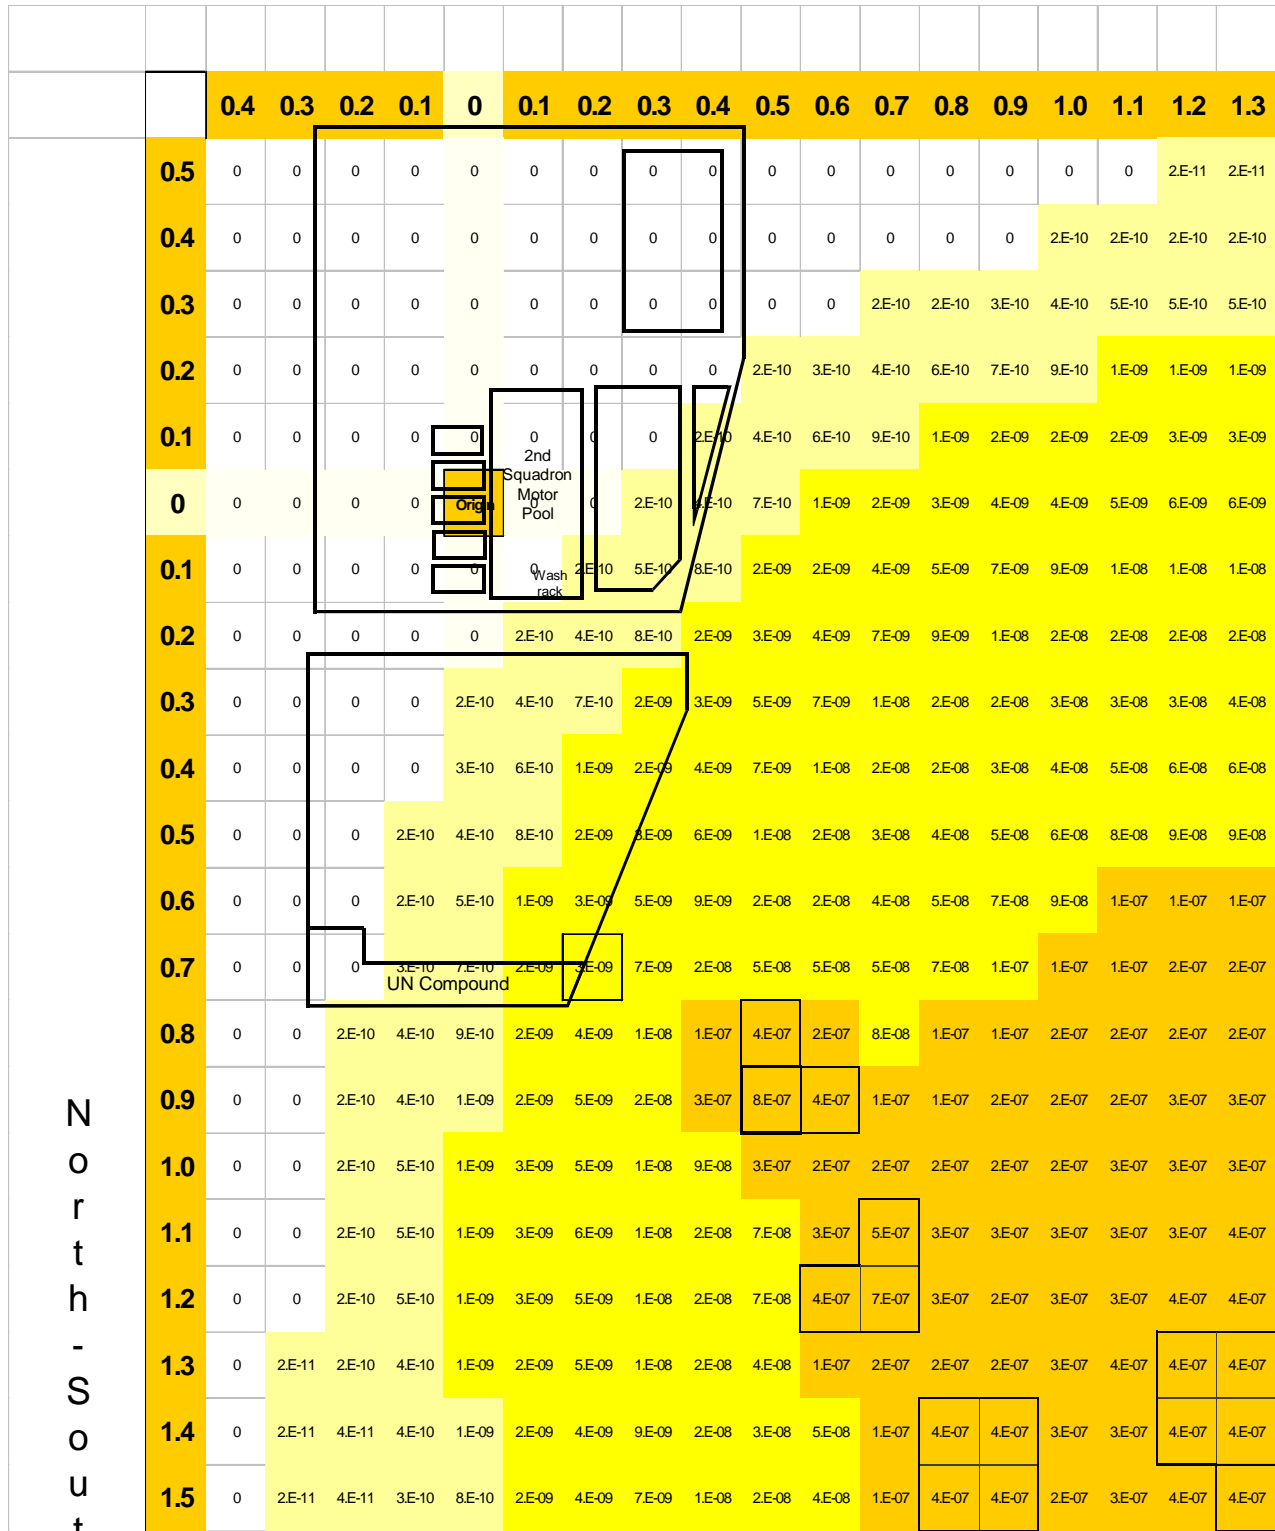 0.4 0.3 0.2 0.1 0 0.1 0.2 0.3 0.4 0.5 0.6 0.7 0.8 0.9 1.0 1.1 1.2 1.3
0.5 0 0 0 0 0 0 0 0 0 0 0 0 0 0 0 0 2.E-11 2.E-11
0.4 0 0 0 0 0 0 0 0 0 0 0 0 0 0 2.E-10 2.E-10 2.E-10 2.E-10
0.3 0 0 0 0 0 0 0 0 0 0 0 2.E-10 2.E-10 3.E-10 4.E-10 5.E-10 5.E-10 5.E-10
0.2 0 0 0 0 0 0 0 0 0 2.E-10 3.E-10 4.E-10 6.E-10 7.E-10 9.E-10 1.E-09 1.E-09 1.E-09
0.1 0 0 0 0 0 0 0 0 2.E-10 4.E-10 6.E-10 9.E-10 1.E-09 2.E-09 2.E-09 2.E-09 3.E-09 3.E-09
2nd
Squadron
Motor
Pool
0 0 0 0 0 Origin 0 0 2.E-10 4.E-10 7.E-10 1.E-09 2.E-09 3.E-09 4.E-09 4.E-09 5.E-09 6.E-09 6.E-09
0.1 0 0 0 0 0 0 2.E-10 5.E-10 8.E-10 2.E-09 2.E-09 4.E-09 5.E-09 7.E-09 9.E-09 1.E-08 1.E-08 1.E-08
Wash
rack
0.2 0 0 0 0 0 2.E-10 4.E-10 8.E-10 2.E-09 3.E-09 4.E-09 7.E-09 9.E-09 1.E-08 2.E-08 2.E-08 2.E-08 2.E-08
0.3 0 0 0 0 2.E-10 4.E-10 7.E-10 2.E-09 3.E-09 5.E-09 7.E-09 1.E-08 2.E-08 2.E-08 3.E-08 3.E-08 3.E-08 4.E-08
0.4 0 0 0 0 3.E-10 6.E-10 1.E-09 2.E-09 4.E-09 7.E-09 1.E-08 2.E-08 2.E-08 3.E-08 4.E-08 5.E-08 6.E-08 6.E-08
0.5 0 0 0 2.E-10 4.E-10 8.E-10 2.E-09 3.E-09 6.E-09 1.E-08 2.E-08 3.E-08 4.E-08 5.E-08 6.E-08 8.E-08 9.E-08 9.E-08
0.6 0 0 0 2.E-10 5.E-10 1.E-09 3.E-09 5.E-09 9.E-09 2.E-08 2.E-08 4.E-08 5.E-08 7.E-08 9.E-08 1.E-07 1.E-07 1.E-07
0.7 0 0 0 3.E-10 7.E-10 2.E-09 3.E-09 7.E-09 2.E-08 5.E-08 5.E-08 5.E-08 7.E-08 1.E-07 1.E-07 1.E-07 2.E-07 2.E-07
UN Compound
0.8 0 0 2.E-10 4.E-10 9.E-10 2.E-09 4.E-09 1.E-08 1.E-07 4.E-07 2.E-07 8.E-08 1.E-07 1.E-07 2.E-07 2.E-07 2.E-07 2.E-07
0.9 0 0 2.E-10 4.E-10 1.E-09 2.E-09 5.E-09 2.E-08 3.E-07 8.E-07 4.E-07 1.E-07 1.E-07 2.E-07 2.E-07 2.E-07 3.E-07 3.E-07
1.0 0 0 2.E-10 5.E-10 1.E-09 3.E-09 5.E-09 1.E-08 9.E-08 3.E-07 2.E-07 2.E-07 2.E-07 2.E-07 2.E-07 3.E-07 3.E-07 3.E-07
1.1 0 0 2.E-10 5.E-10 1.E-09 3.E-09 6.E-09 1.E-08 2.E-08 7.E-08 3.E-07 5.E-07 3.E-07 3.E-07 3.E-07 3.E-07 3.E-07 4.E-07
1.2 0 0 2.E-10 5.E-10 1.E-09 3.E-09 5.E-09 1.E-08 2.E-08 7.E-08 4.E-07 7.E-07 3.E-07 2.E-07 3.E-07 3.E-07 4.E-07 4.E-07
1.3 0 2.E-11 2.E-10 4.E-10 1.E-09 2.E-09 5.E-09 1.E-08 2.E-08 4.E-08 1.E-07 2.E-07 2.E-07 2.E-07 3.E-07 4.E-07 4.E-07 4.E-07
1.4 0 2.E-11 4.E-11 4.E-10 1.E-09 2.E-09 4.E-09 9.E-09 2.E-08 3.E-08 5.E-08 1.E-07 4.E-07 4.E-07 3.E-07 3.E-07 4.E-07 4.E-07
1.5 0 2.E-11 4.E-11 3.E-10 8.E-10 2.E-09 4.E-09 7.E-09 1.E-08 2.E-08 4.E-08 1.E-07 4.E-07 4.E-07 2.E-07 3.E-07 4.E-07 4.E-07
North-Sout